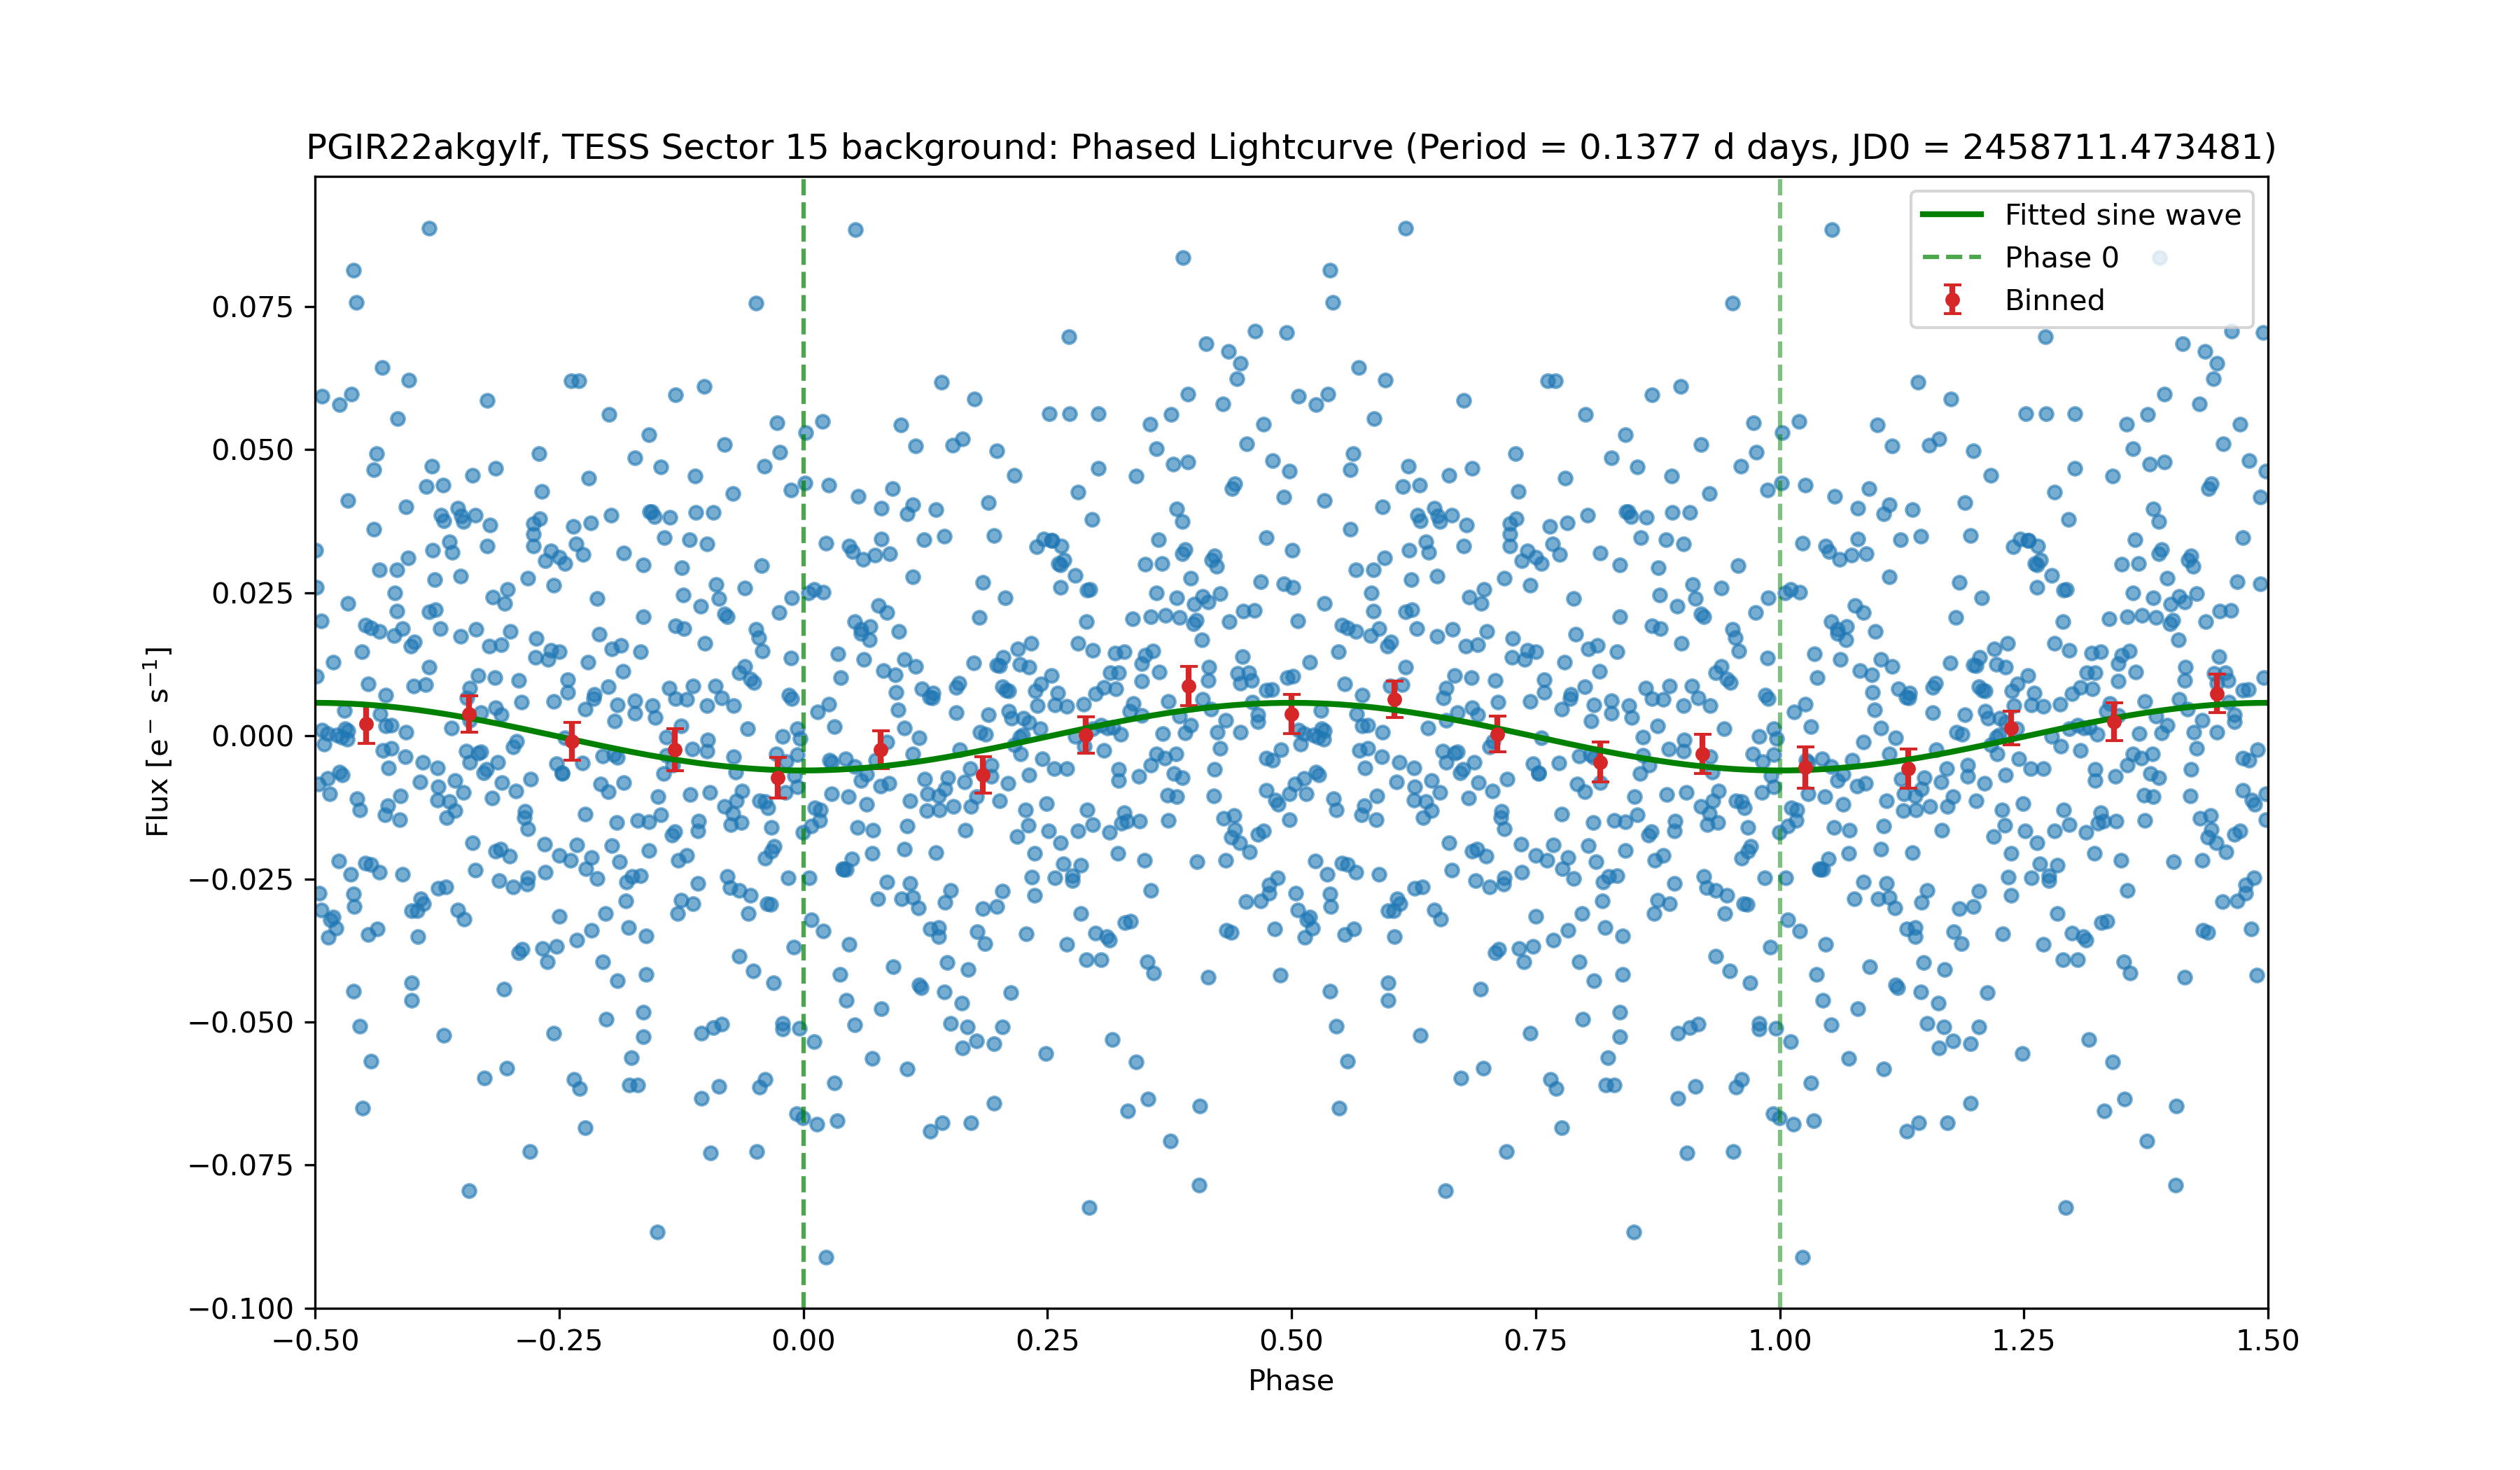 PGIR22akgylf, TESS Sector 15 background: Phased Lightcurve (Period = 0.1377 d days, JD0 = 2458711.473481)
Fitted sine wave
Phase 0
Binned
Flux [e⁻ s⁻¹]
0.075
0.050
0.025
0.000
−0.025
−0.050
−0.075
−0.100
−0.50 −0.25 0.00 0.25 0.50 0.75 1.00 1.25 1.50
Phase